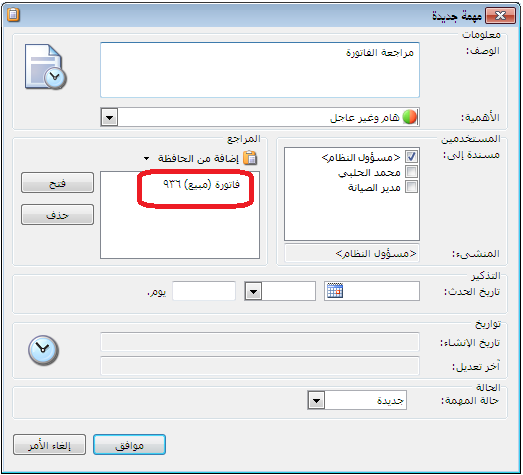 مهمة جديدة
معلومات
الوصف:
مراجعة الفاتورة
الأهمية:
هام وغير عاجل
المستخدمين
مسندة إلى:
<مسؤول النظام>
محمد الحلبي
مدير الصيانة
المنشىء:
<مسؤول النظام>
المراجع
إضافة من الحافظة
فاتورة (مبيع) ٩٣٦
فتح
حذف
التذكير
تاريخ الحدث:
يوم.
تواريخ
تاريخ الإنشاء:
آخر تعديل:
الحالة
حالة المهمة:
جديدة
موافق
إلغاء الأمر